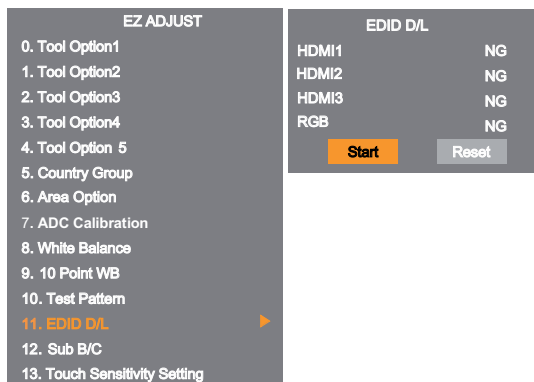 EZ ADJUST
0. Tool Option1
1. Tool Option2
2. Tool Option3
3. Tool Option4
4. Tool Option 5
5. Country Group
6. Area Option
7. ADC Calibration
8. White Balance
9. 10 Point WB
10. Test Pattern
11. EDID D/L
12. Sub B/C
13. Touch Sensitivity Setting
EDID D/L
HDMI1 NG
HDMI2 NG
HDMI3 NG
RGB NG
Start Reset